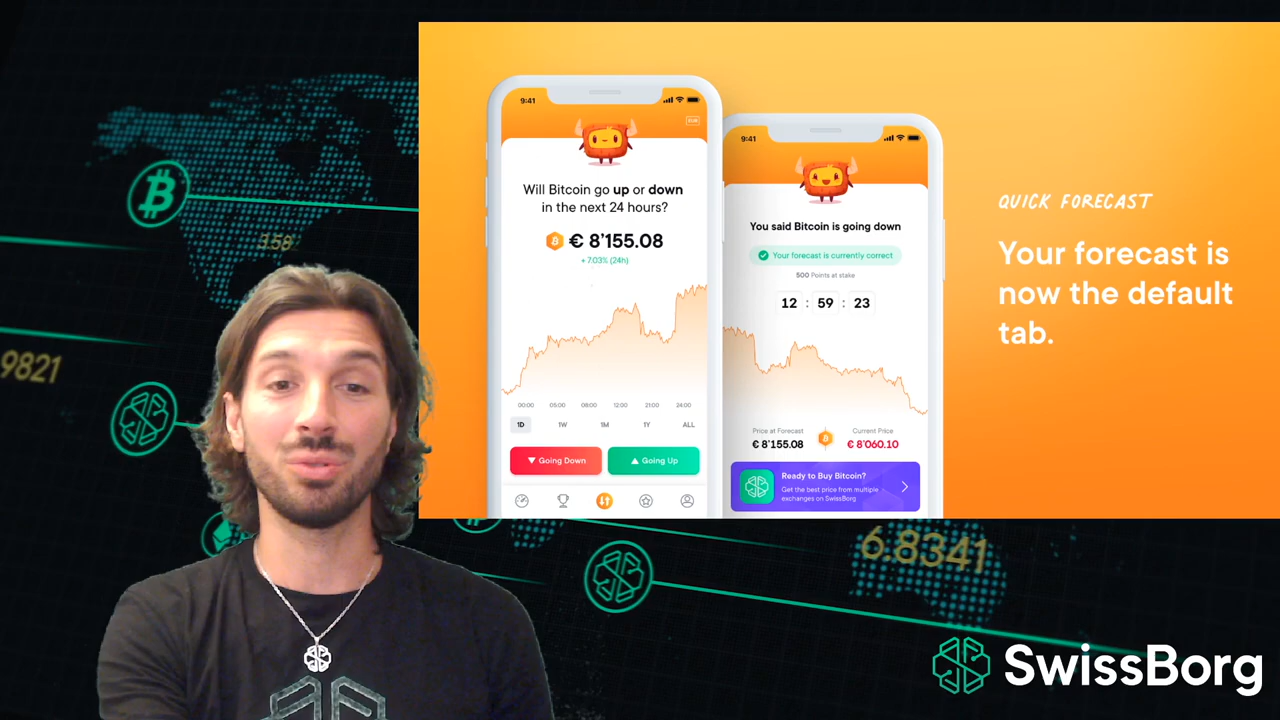 9:41
EUR
Will Bitcoin go up or down
in the next 24 hours?
€ 8'155.08
+ 7.03% (24h)
00:00 05:00 08:00 12:00 21:00 24:00
1D 1W 1M 1Y ALL
▼ Going Down
▲ Going Up
9:41
You said Bitcoin is going down
Your forecast is currently correct
500 Points at stake
12 : 59 : 23
Price at Forecast
€ 8'155.08
Current Price
€ 8'060.10
Ready to Buy Bitcoin?
Get the best price from multiple
exchanges on SwissBorg
QUICK FORECAST
Your forecast is
now the default
tab.
3.58
9821
6.8341
SwissBorg